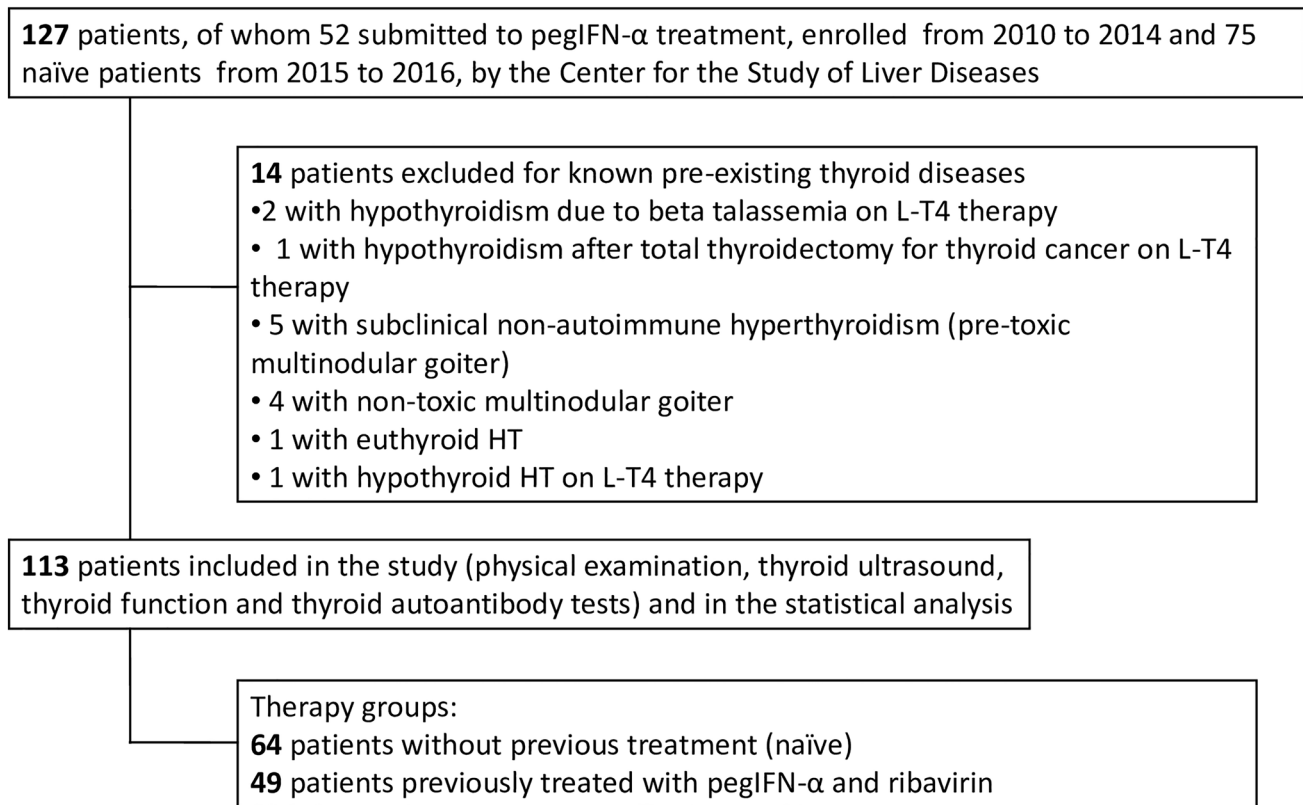 127 patients, of whom 52 submitted to pegIFN-α treatment, enrolled  from 2010 to 2014 and 75
naïve patients  from 2015 to 2016, by the Center for the Study of Liver Diseases
14 patients excluded for known pre-existing thyroid diseases
•2 with hypothyroidism due to beta talassemia on L-T4 therapy
•  1 with hypothyroidism after total thyroidectomy for thyroid cancer on L-T4
therapy
• 5 with subclinical non-autoimmune hyperthyroidism (pre-toxic
multinodular goiter)
• 4 with non-toxic multinodular goiter
• 1 with euthyroid HT
• 1 with hypothyroid HT on L-T4 therapy
113 patients included in the study (physical examination, thyroid ultrasound,
thyroid function and thyroid autoantibody tests) and in the statistical analysis
Therapy groups:
64 patients without previous treatment (naïve)
49 patients previously treated with pegIFN-α and ribavirin